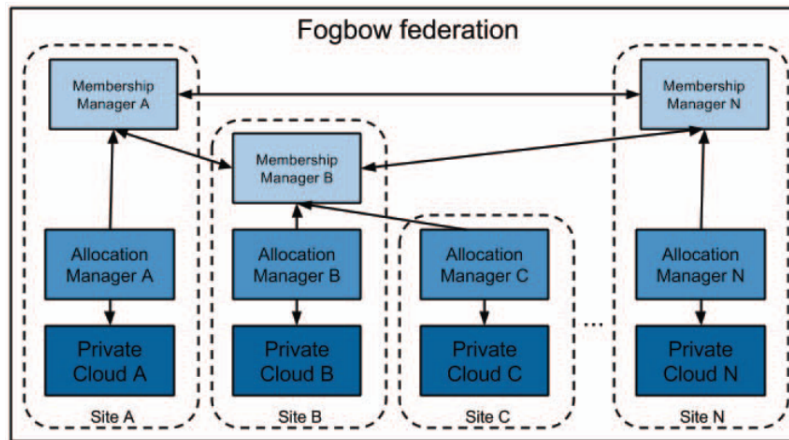 Fogbow federation
Membership
Manager A
Membership
Manager N
Membership
Manager B
Allocation
Manager A
Allocation
Manager B
Allocation
Manager C
Allocation
Manager N
...
Private
Cloud A
Private
Cloud B
Private
Cloud C
Private
Cloud N
Site A
Site B
Site C
Site N